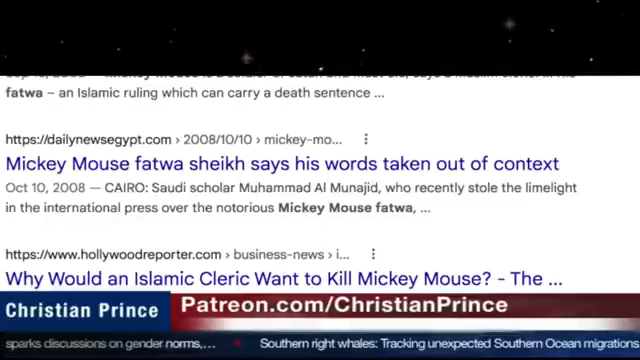 fatwa – an Islamic ruling which can carry a death sentence ...
https://dailynewsegypt.com › 2008/10/10 › mickey-mo...
Mickey Mouse fatwa sheikh says his words taken out of context
Oct 10, 2008 — CAIRO: Saudi scholar Muhammad Al Munajid, who recently stole the limelight
in the international press over the notorious Mickey Mouse fatwa, ...
https://www.hollywoodreporter.com › business-news › i...
Why Would an Islamic Cleric Want to Kill Mickey Mouse? - The ...
Christian Prince
Patreon.com/ChristianPrince
sparks discussions on gender norms,...
Southern right whales: Tracking unexpected Southern Ocean migrations